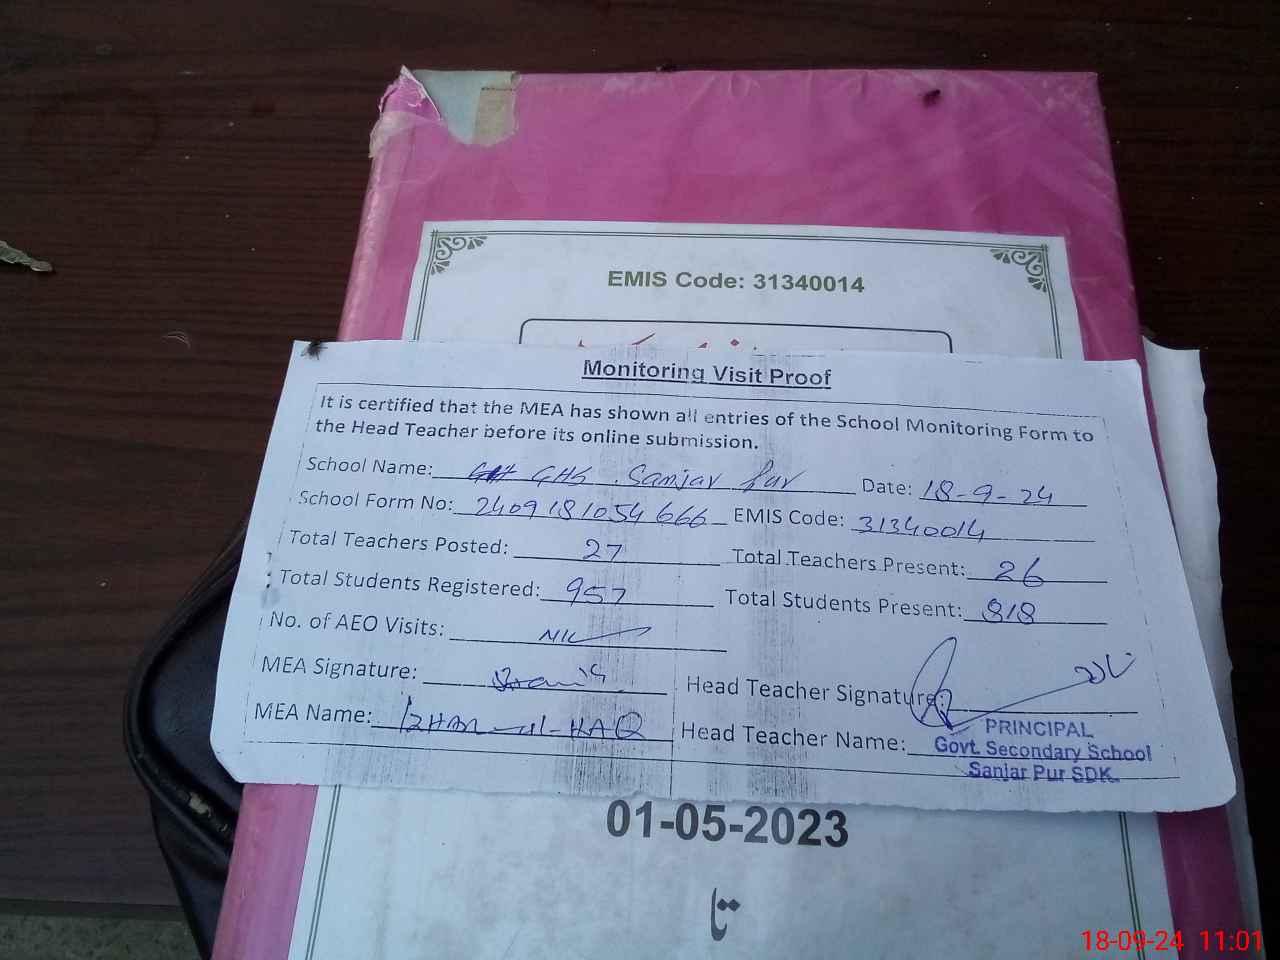 EMIS Code: 31340014
Monitoring Visit Proof
It is certified that the MEA has shown all entries of the School Monitoring Form to
the Head Teacher before its online submission.
School Name: GHS Sanjar Pur Date: 18-9-24
School Form No: 2409181054666 EMIS Code: 31340014
Total Teachers Posted: 27 Total Teachers Present: 26
Total Students Registered: 957 Total Students Present: 818
No. of AEO Visits: Nil
MEA Signature: Head Teacher Signature:
MEA Name: IZHAR-ul-HAQ Head Teacher Name:
PRINCIPAL
Govt. Secondary School
Sanjar Pur SDK.
01-05-2023
تا
18-09-24 11:01